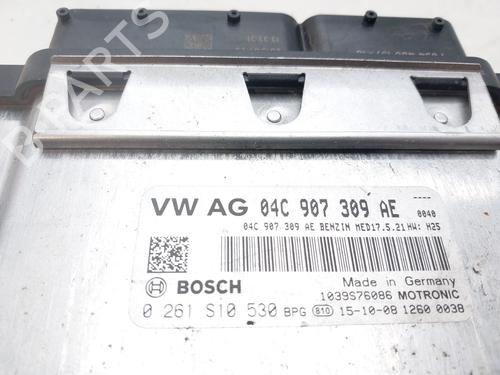 VW AG 04C 907 309 AE 0040
04C 907 309 AE BENZIN MED17.5.21 HW: H25
BOSCH
Made in Germany
1039S76086 MOTRONIC
0 261 S10 530 BPG 810 15-10-08 1260 0038
B-PARTS